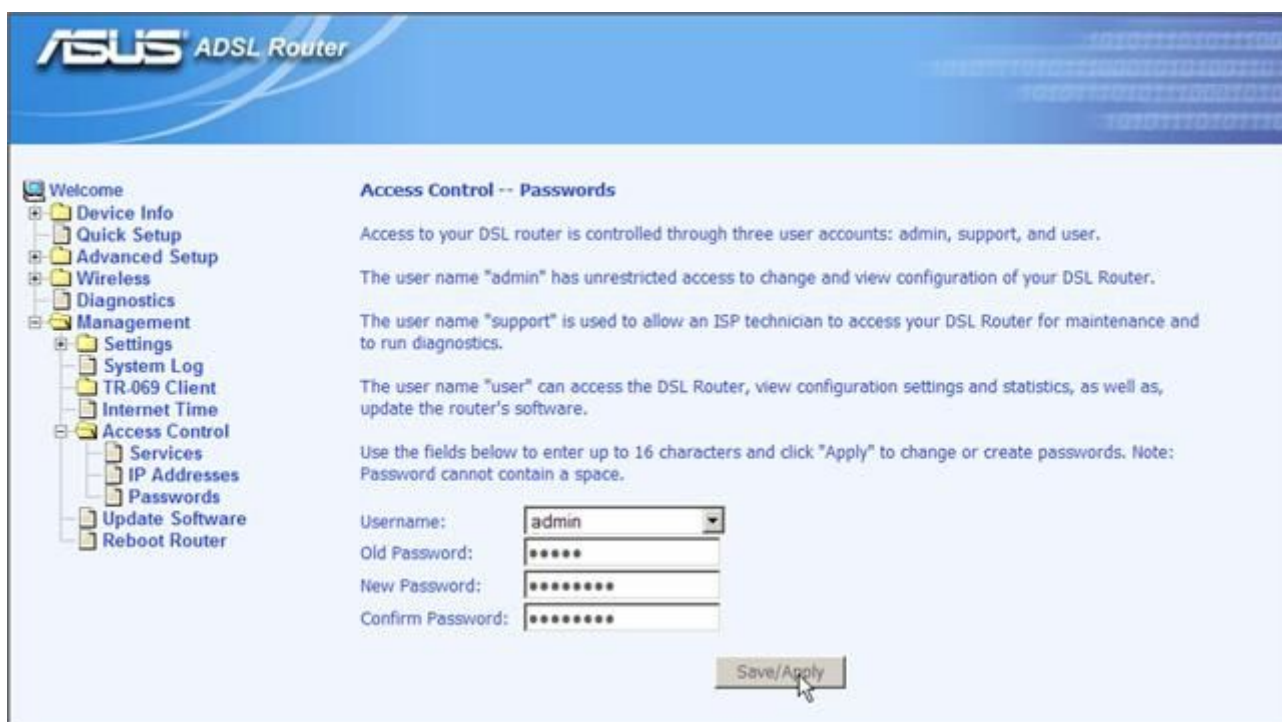 ASUS ADSL Router
Welcome
Device Info
Quick Setup
Advanced Setup
Wireless
Diagnostics
Management
Settings
System Log
TR-069 Client
Internet Time
Access Control
Services
IP Addresses
Passwords
Update Software
Reboot Router
Access Control -- Passwords
Access to your DSL router is controlled through three user accounts: admin, support, and user.
The user name "admin" has unrestricted access to change and view configuration of your DSL Router.
The user name "support" is used to allow an ISP technician to access your DSL Router for maintenance and
to run diagnostics.
The user name "user" can access the DSL Router, view configuration settings and statistics, as well as,
update the router's software.
Use the fields below to enter up to 16 characters and click "Apply" to change or create passwords. Note:
Password cannot contain a space.
Username: admin
Old Password: •••••
New Password: ••••••••
Confirm Password: ••••••••
Save/Apply